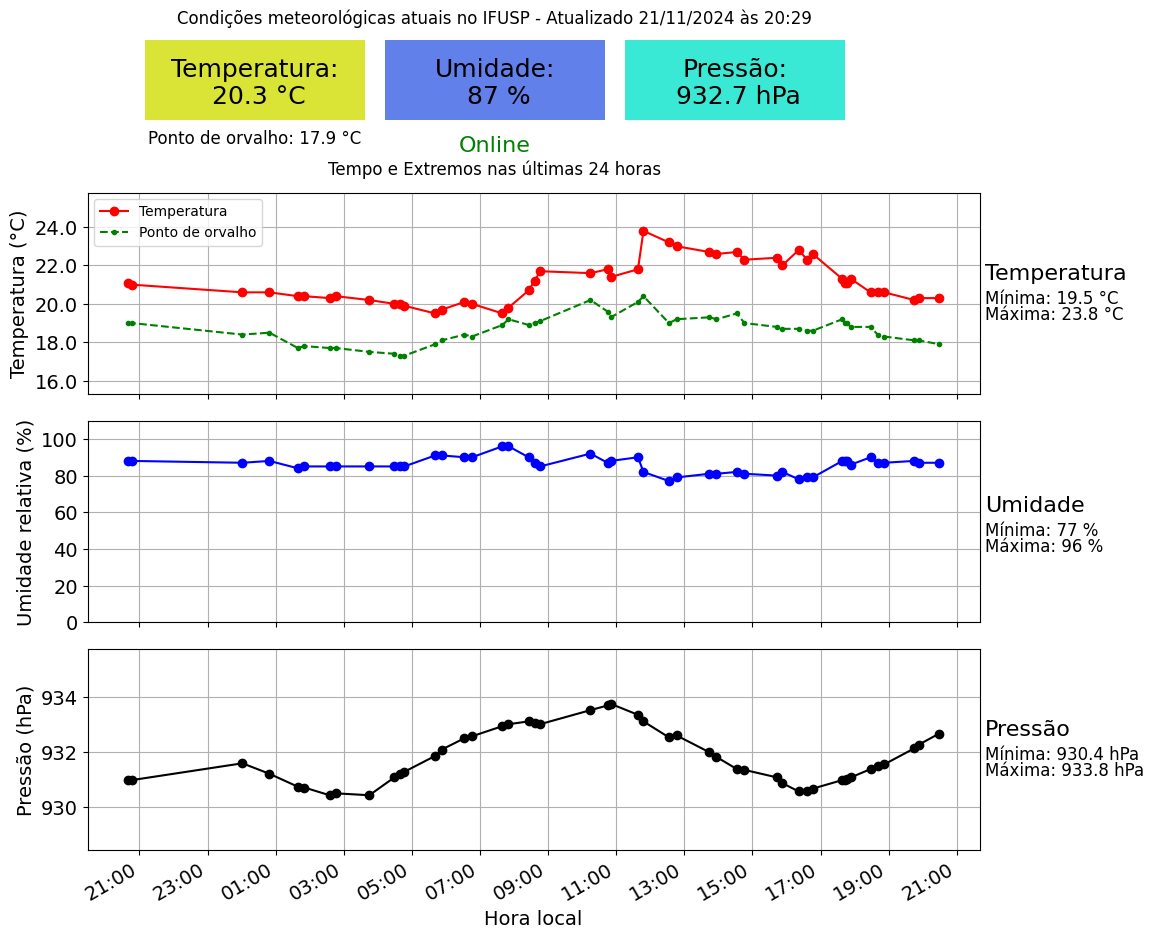 Condições meteorológicas atuais no IFUSP - Atualizado 21/11/2024 às 20:29
Temperatura:
20.3 °C
Umidade:
87 %
Pressão:
932.7 hPa
Ponto de orvalho: 17.9 °C
Online
Tempo e Extremos nas últimas 24 horas
Temperatura (°C)
24.0
22.0
20.0
18.0
16.0
Temperatura
Ponto de orvalho
Temperatura
Mínima: 19.5 °C
Máxima: 23.8 °C
Umidade relativa (%)
100
80
60
40
20
0
Umidade
Mínima: 77 %
Máxima: 96 %
Pressão (hPa)
934
932
930
Pressão
Mínima: 930.4 hPa
Máxima: 933.8 hPa
21:00 23:00 01:00 03:00 05:00 07:00 09:00 11:00 13:00 15:00 17:00 19:00 21:00
Hora local